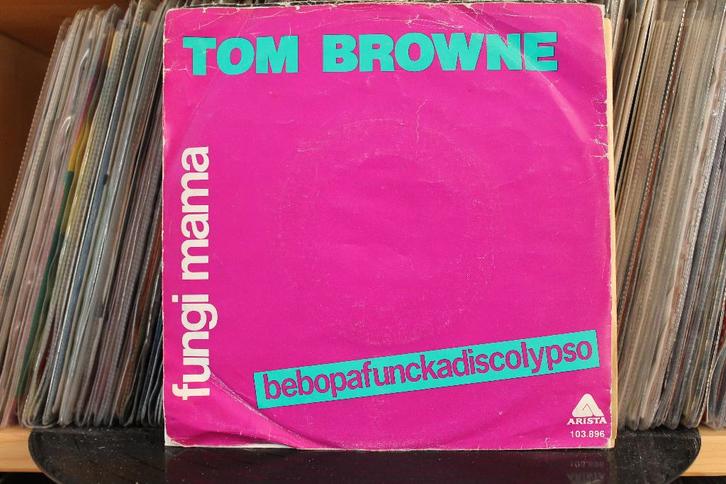 TOM BROWNE
fungi mama
bebopafunckadiscolypso
ARISTA
103.896